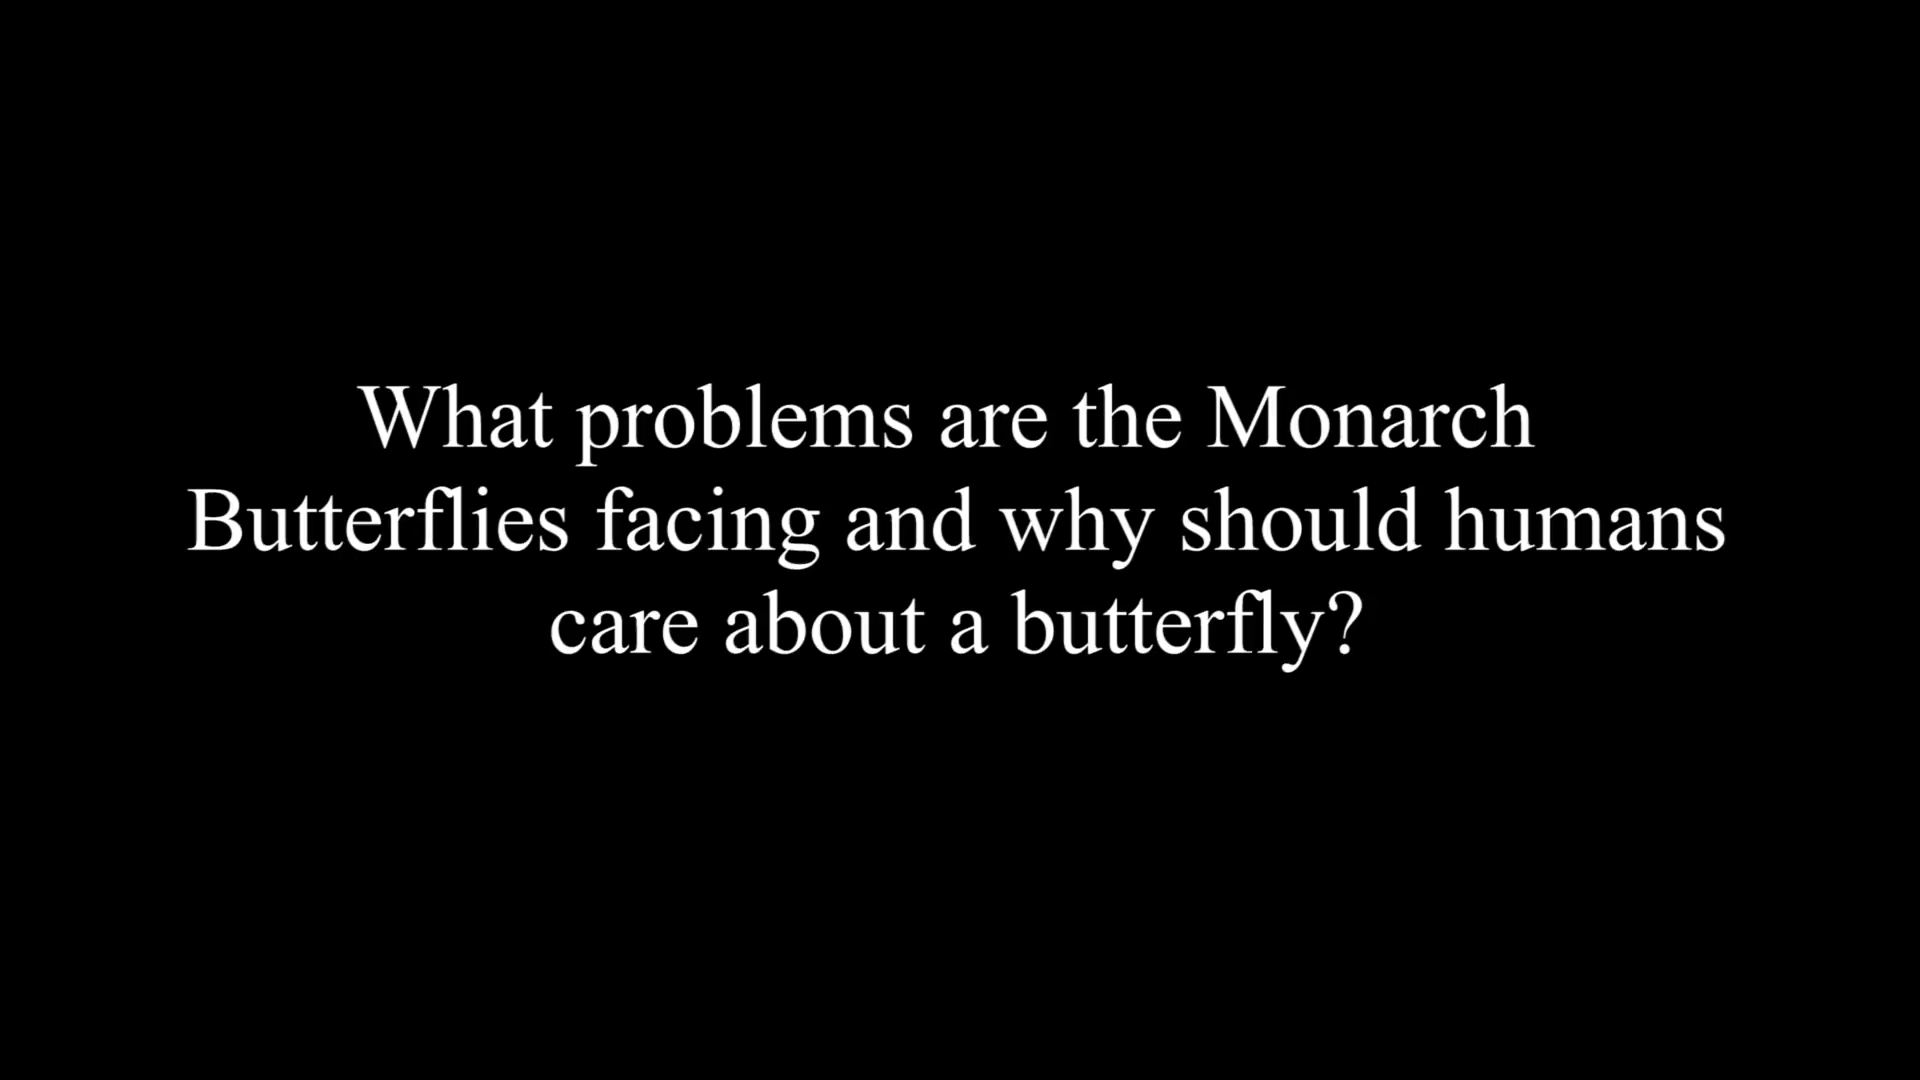 What problems are the Monarch
Butterflies facing and why should humans
care about a butterfly?